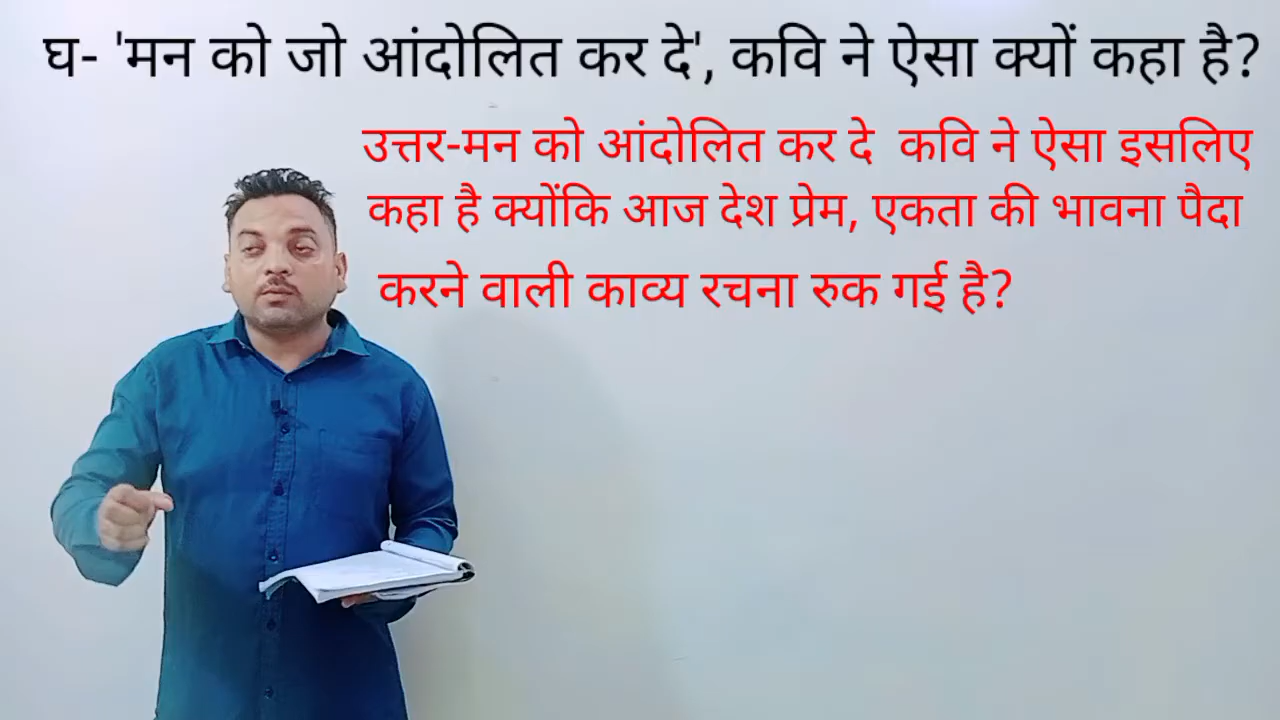 घ- 'मन को जो आंदोलित कर दे', कवि ने ऐसा क्यों कहा है?
उत्तर-मन को आंदोलित कर दे कवि ने ऐसा इसलिए
कहा है क्योंकि आज देश प्रेम, एकता की भावना पैदा
करने वाली काव्य रचना रुक गई है?